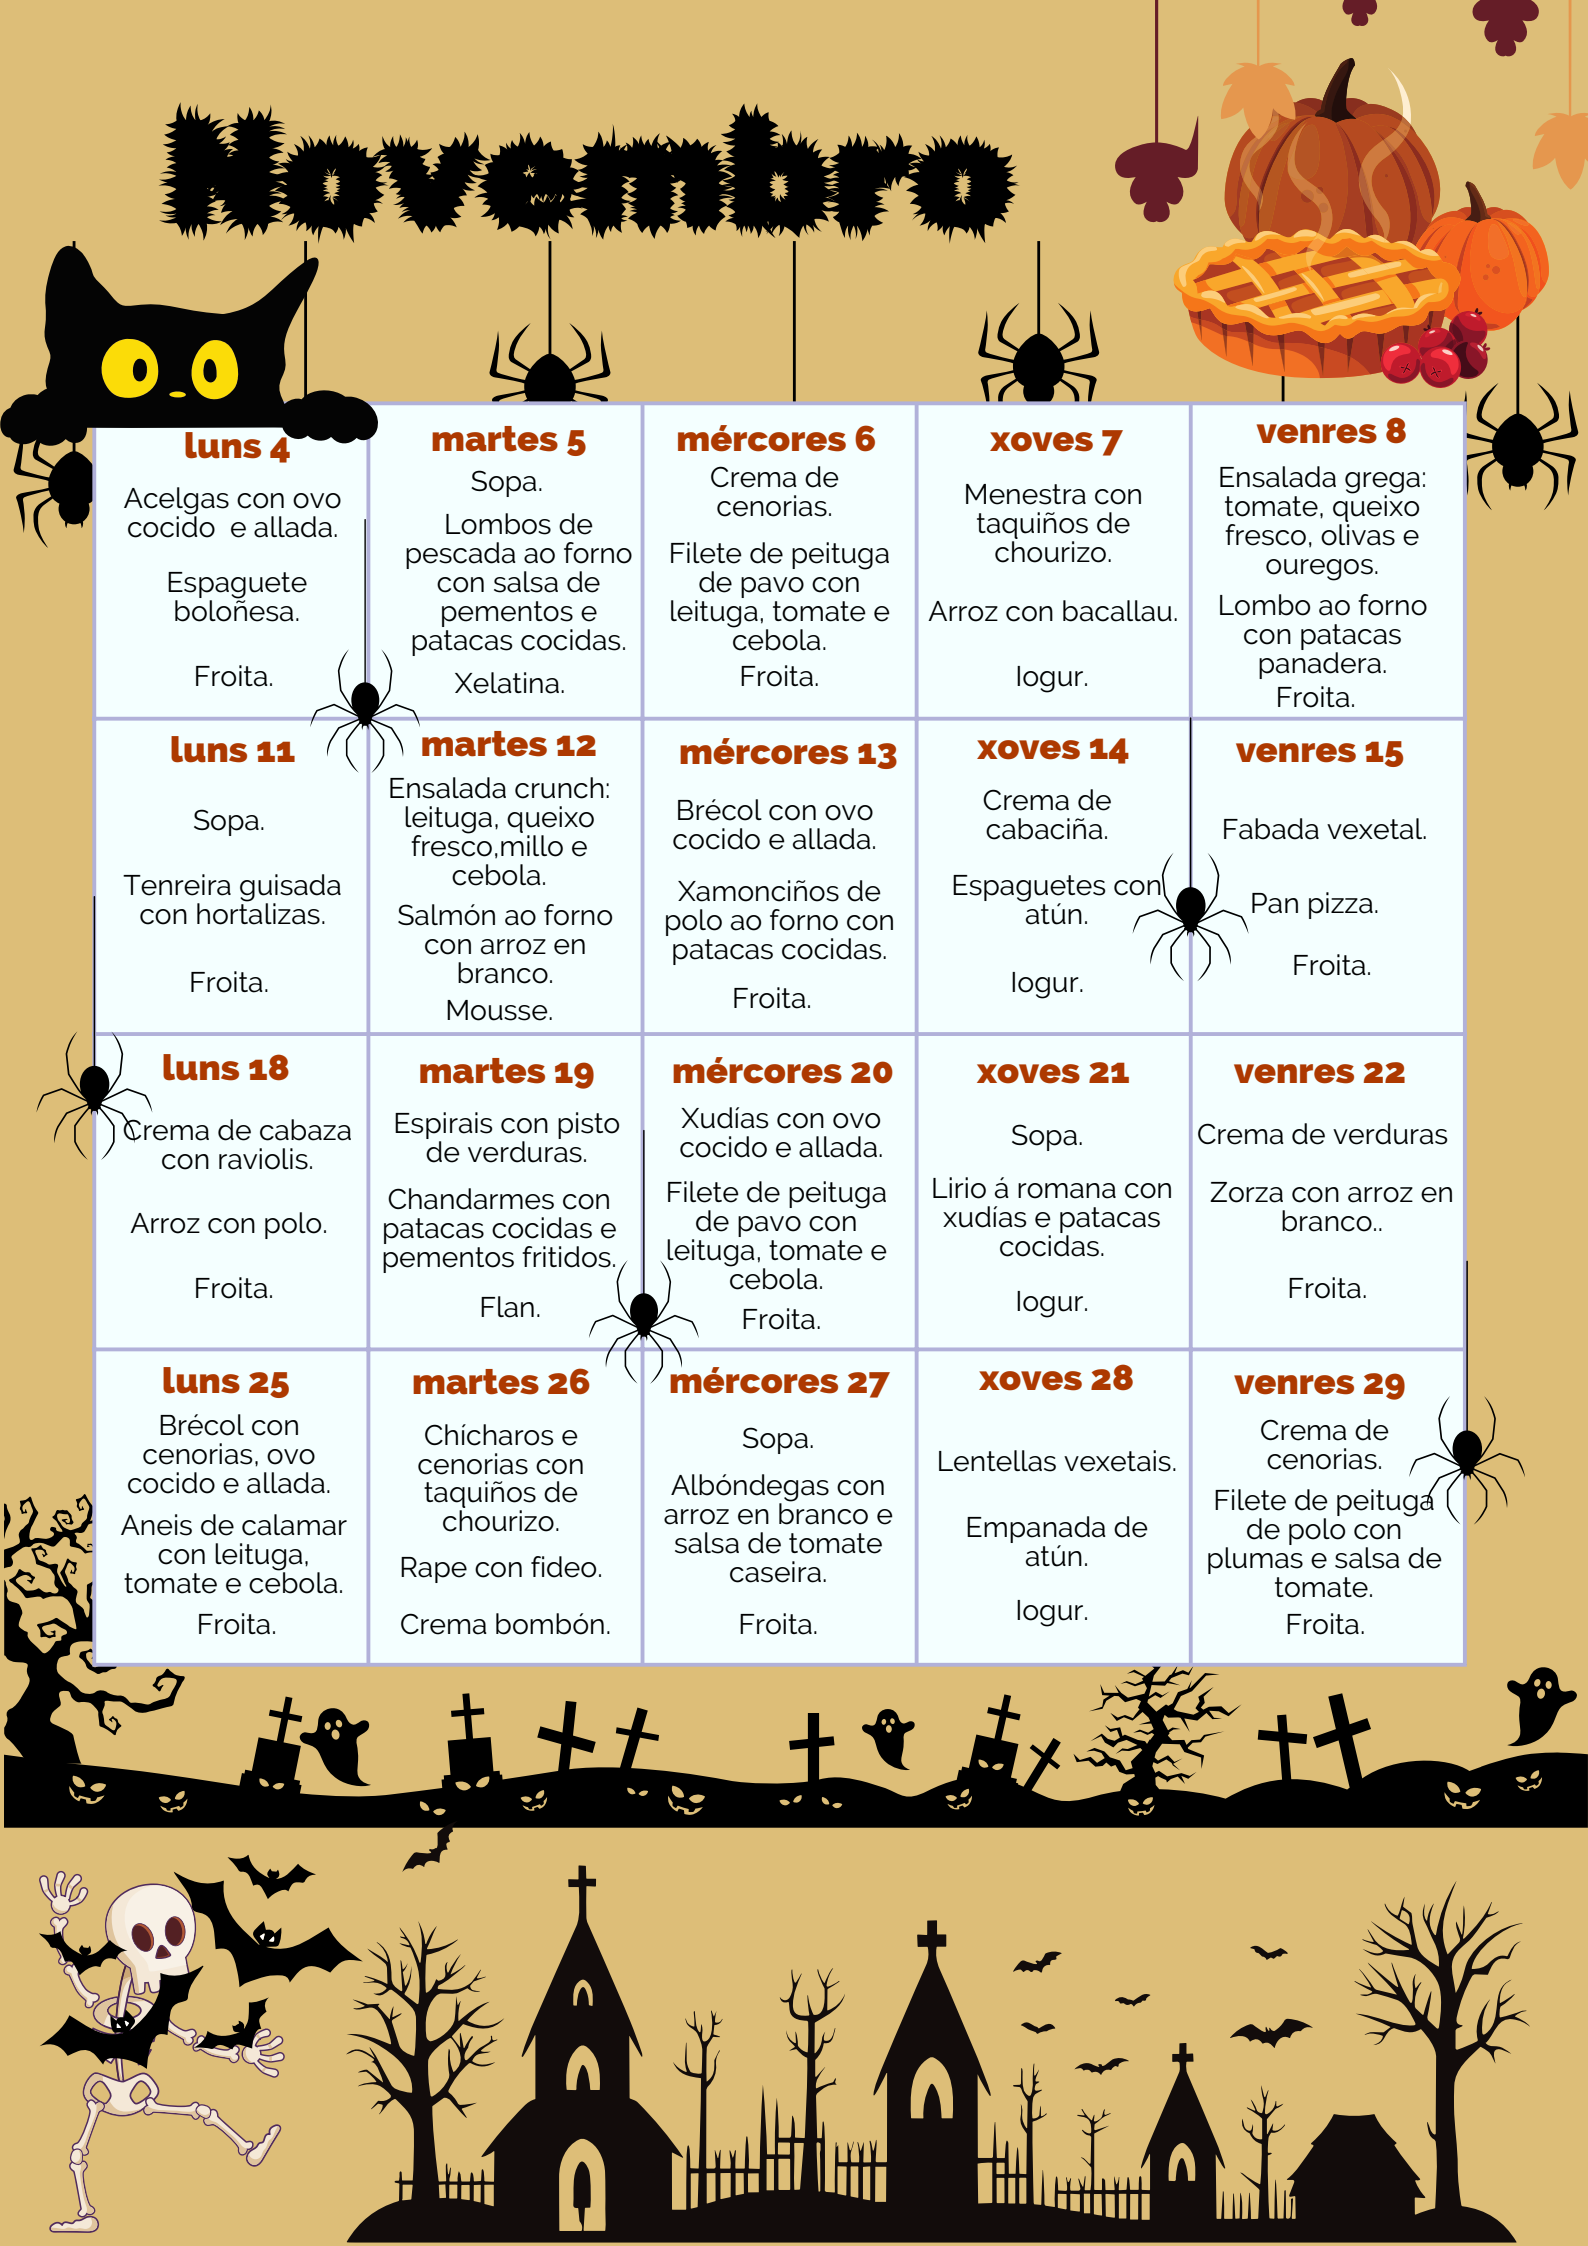 Novembro
luns 4
Acelgas con ovo
cocido e allada.
Espaguete
boloñesa.
Froita.
martes 5
Sopa.
Lombos de
pescada ao forno
con salsa de
pementos e
patacas cocidas.
Xelatina.
mércores 6
Crema de
cenorias.
Filete de peituga
de pavo con
leituga, tomate e
cebola.
Froita.
xoves 7
Menestra con
taquiños de
chourizo.
Arroz con bacallau.
Iogur.
venres 8
Ensalada grega:
tomate, queixo
fresco, olivas e
ouregos.
Lombo ao forno
con patacas
panadera.
Froita.
luns 11
Sopa.
Tenreira guisada
con hortalizas.
Froita.
martes 12
Ensalada crunch:
leituga, queixo
fresco,millo e
cebola.
Salmón ao forno
con arroz en
branco.
Mousse.
mércores 13
Brécol con ovo
cocido e allada.
Xamonciños de
polo ao forno con
patacas cocidas.
Froita.
xoves 14
Crema de
cabaciña.
Espaguetes con
atún.
Iogur.
venres 15
Fabada vexetal.
Pan pizza.
Froita.
luns 18
Crema de cabaza
con raviolis.
Arroz con polo.
Froita.
martes 19
Espirais con pisto
de verduras.
Chandarmes con
patacas cocidas e
pementos fritidos.
Flan.
mércores 20
Xudías con ovo
cocido e allada.
Filete de peituga
de pavo con
leituga, tomate e
cebola.
Froita.
xoves 21
Sopa.
Lirio á romana con
xudías e patacas
cocidas.
Iogur.
venres 22
Crema de verduras
Zorza con arroz en
branco..
Froita.
luns 25
Brécol con
cenorias, ovo
cocido e allada.
Aneis de calamar
con leituga,
tomate e cebola.
Froita.
martes 26
Chícharos e
cenorias con
taquiños de
chourizo.
Rape con fideo.
Crema bombón.
mércores 27
Sopa.
Albóndegas con
arroz en branco e
salsa de tomate
caseira.
Froita.
xoves 28
Lentellas vexetais.
Empanada de
atún.
Iogur.
venres 29
Crema de
cenorias.
Filete de peituga
de polo con
plumas e salsa de
tomate.
Froita.